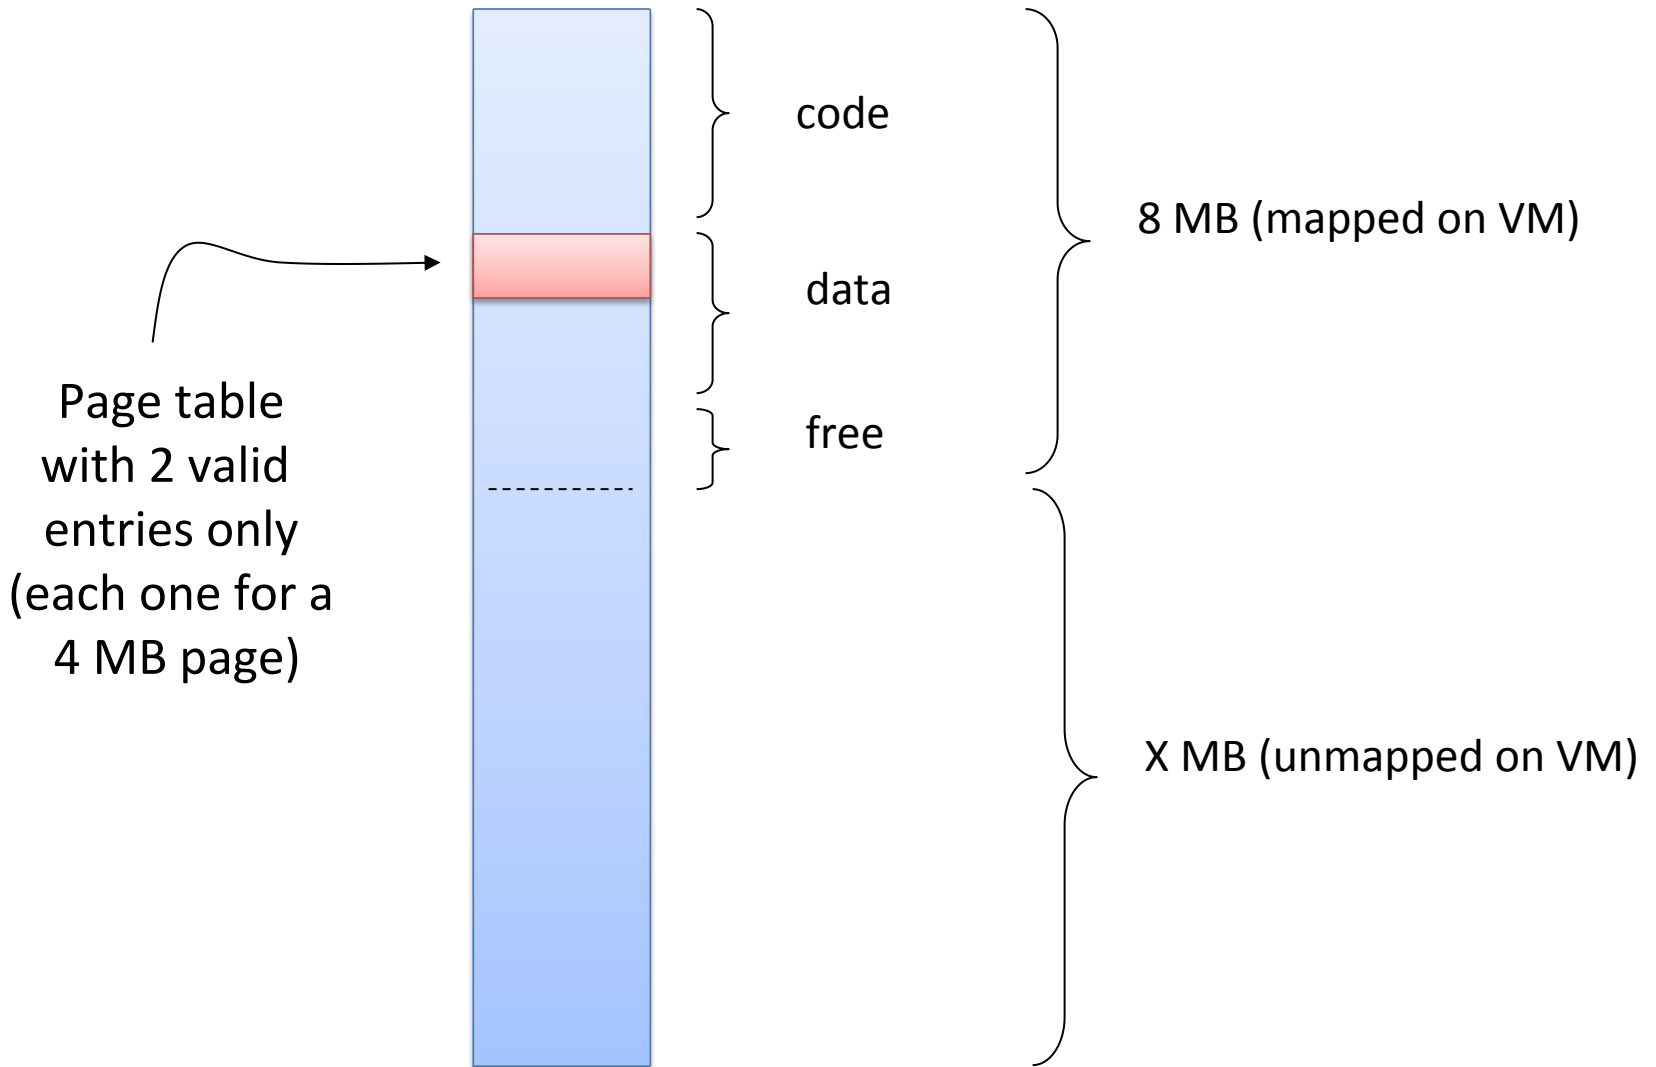 code
8 MB (mapped on VM)
data
Page table
with 2 valid
entries only
(each one for a
4 MB page)
free
X MB (unmapped on VM)